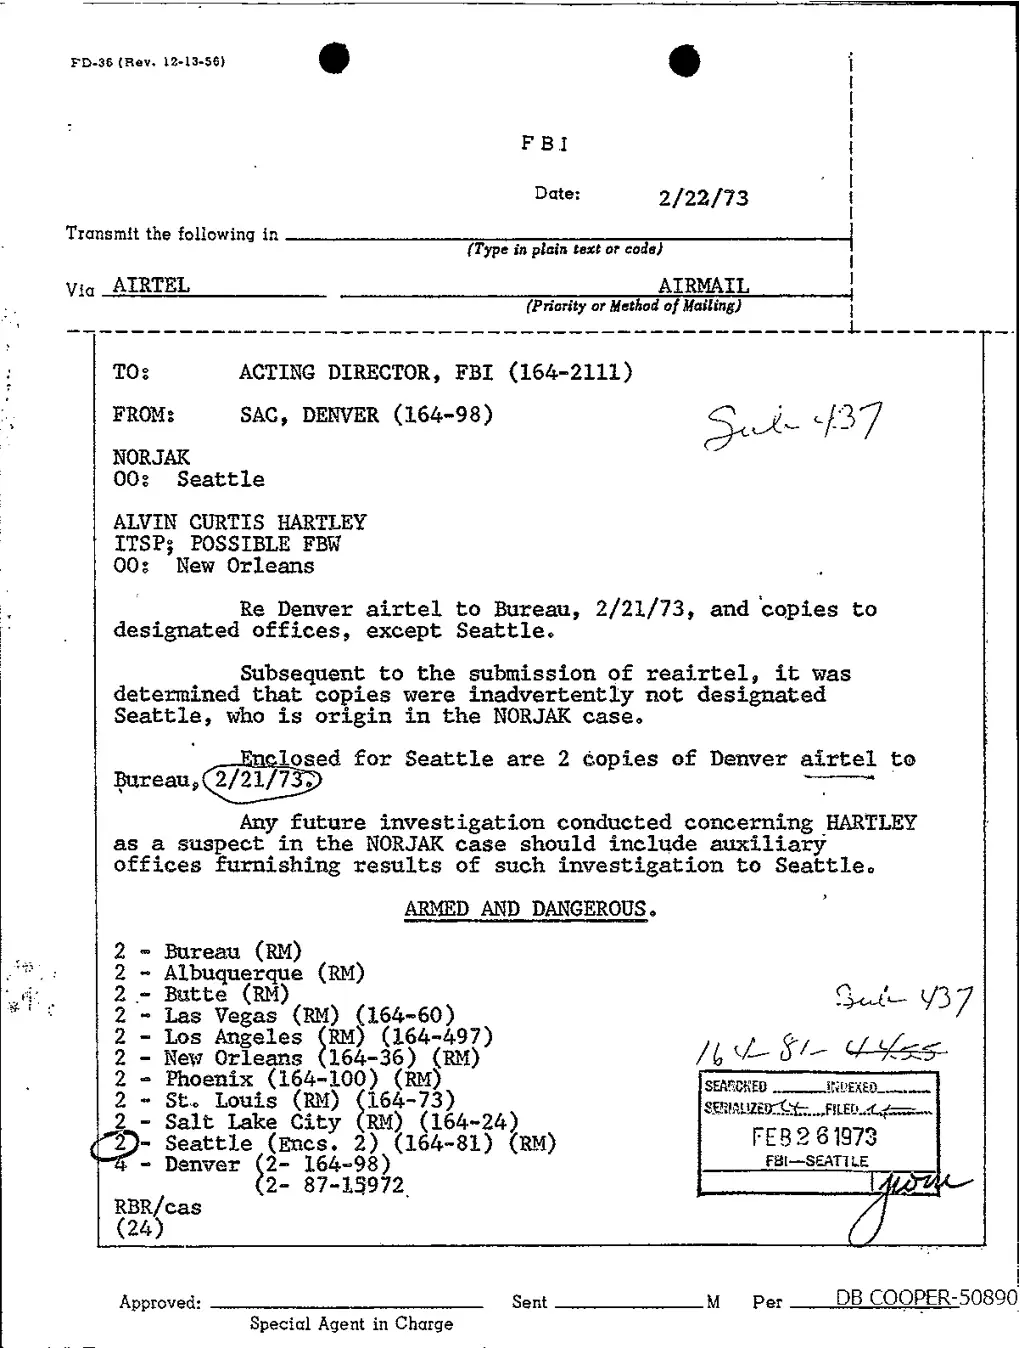 FD-36 (Rev. 12-13-56)
FBI
Date: 2/22/73
Transmit the following in
(Type in plain text or code)
Via AIRTEL AIRMAIL
(Priority or Method of Mailing)
TO: ACTING DIRECTOR, FBI (164-2111)
FROM: SAC, DENVER (164-98)
Sub 437
NORJAK
OO: Seattle
ALVIN CURTIS HARTLEY
ITSP; POSSIBLE FBW
OO: New Orleans
Re Denver airtel to Bureau, 2/21/73, and copies to
designated offices, except Seattle.
Subsequent to the submission of reairtel, it was
determined that copies were inadvertently not designated
Seattle, who is origin in the NORJAK case.
Enclosed for Seattle are 2 copies of Denver airtel to
Bureau, 2/21/73.
Any future investigation conducted concerning HARTLEY
as a suspect in the NORJAK case should include auxiliary
offices furnishing results of such investigation to Seattle.
ARMED AND DANGEROUS.
2 - Bureau (RM)
2 - Albuquerque (RM)
2 - Butte (RM)
2 - Las Vegas (RM) (164-60)
2 - Los Angeles (RM) (164-497)
2 - New Orleans (164-36) (RM)
2 - Phoenix (164-100) (RM)
2 - St. Louis (RM) (164-73)
2 - Salt Lake City (RM) (164-24)
2 - Seattle (Encs. 2) (164-81) (RM)
4 - Denver (2- 164-98)
(2- 87-15972
RBR/cas
(24)
Sub 437
164-81-4455
SEARCHED INDEXED
SERIALIZED FILED
FEB 26 1973
FBI—SEATTLE
Approved: Sent M Per DB COOPER-50890
Special Agent in Charge